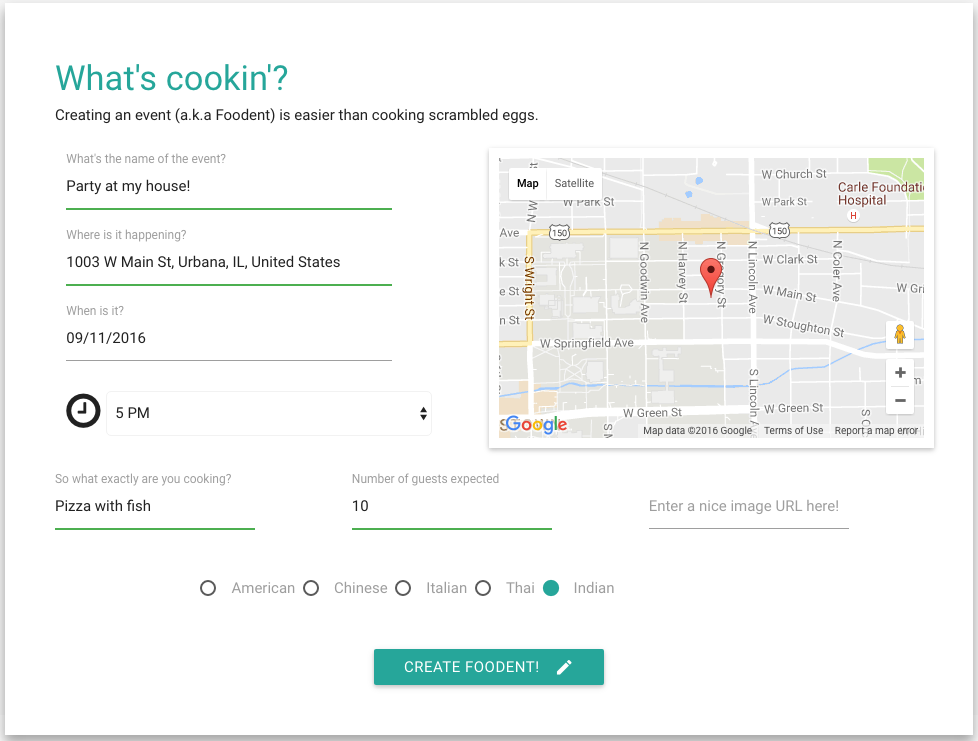 What's cookin'?
Creating an event (a.k.a Foodent) is easier than cooking scrambled eggs.
What's the name of the event?
Party at my house!
Where is it happening?
1003 W Main St, Urbana, IL, United States
When is it?
09/11/2016
5 PM
Map Satellite
W Church St
Carle Foundati
Hospital
H
W Park St
W Park St
W N
Ave
150
150
k St
W Clark St
e St
S Wright St
N Goodwin Ave
N Harvey St
N Gregory St
N Lincoln Ave
N Coler Ave
W Main St
W Gr
n St
W Stoughton St
W Springfield Ave
S Lincoln Ave
W Green St
W Green St
Google
Map data ©2016 Google Terms of Use Report a map error
So what exactly are you cooking?
Pizza with fish
Number of guests expected
10
Enter a nice image URL here!
American Chinese Italian Thai Indian
CREATE FOODENT!